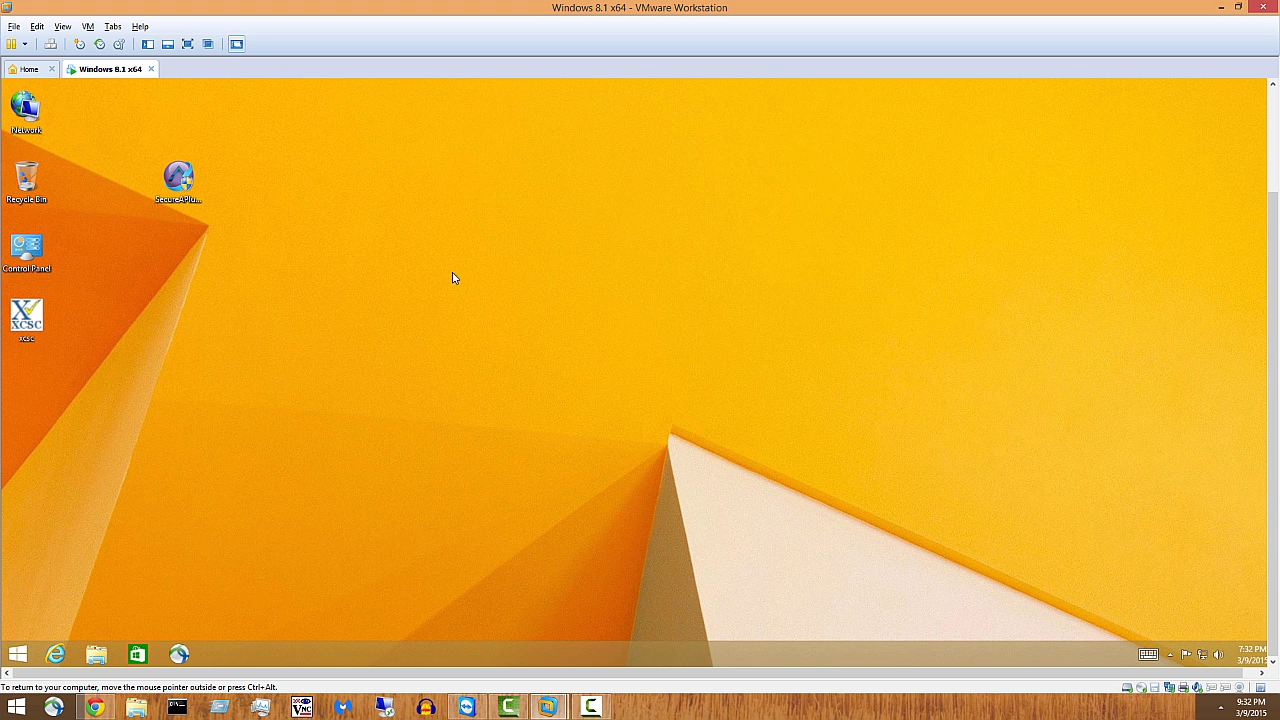 Windows 8.1 x64 - VMware Workstation
File Edit View VM Tabs Help
Home Windows 8.1 x64
Network
Recycle Bin
SecureAPlu...
Control Panel
XCSC
xcsc
7:32 PM
3/9/2015
To return to your computer, move the mouse pointer outside or press Ctrl+Alt.
VNC
9:32 PM
3/9/2015